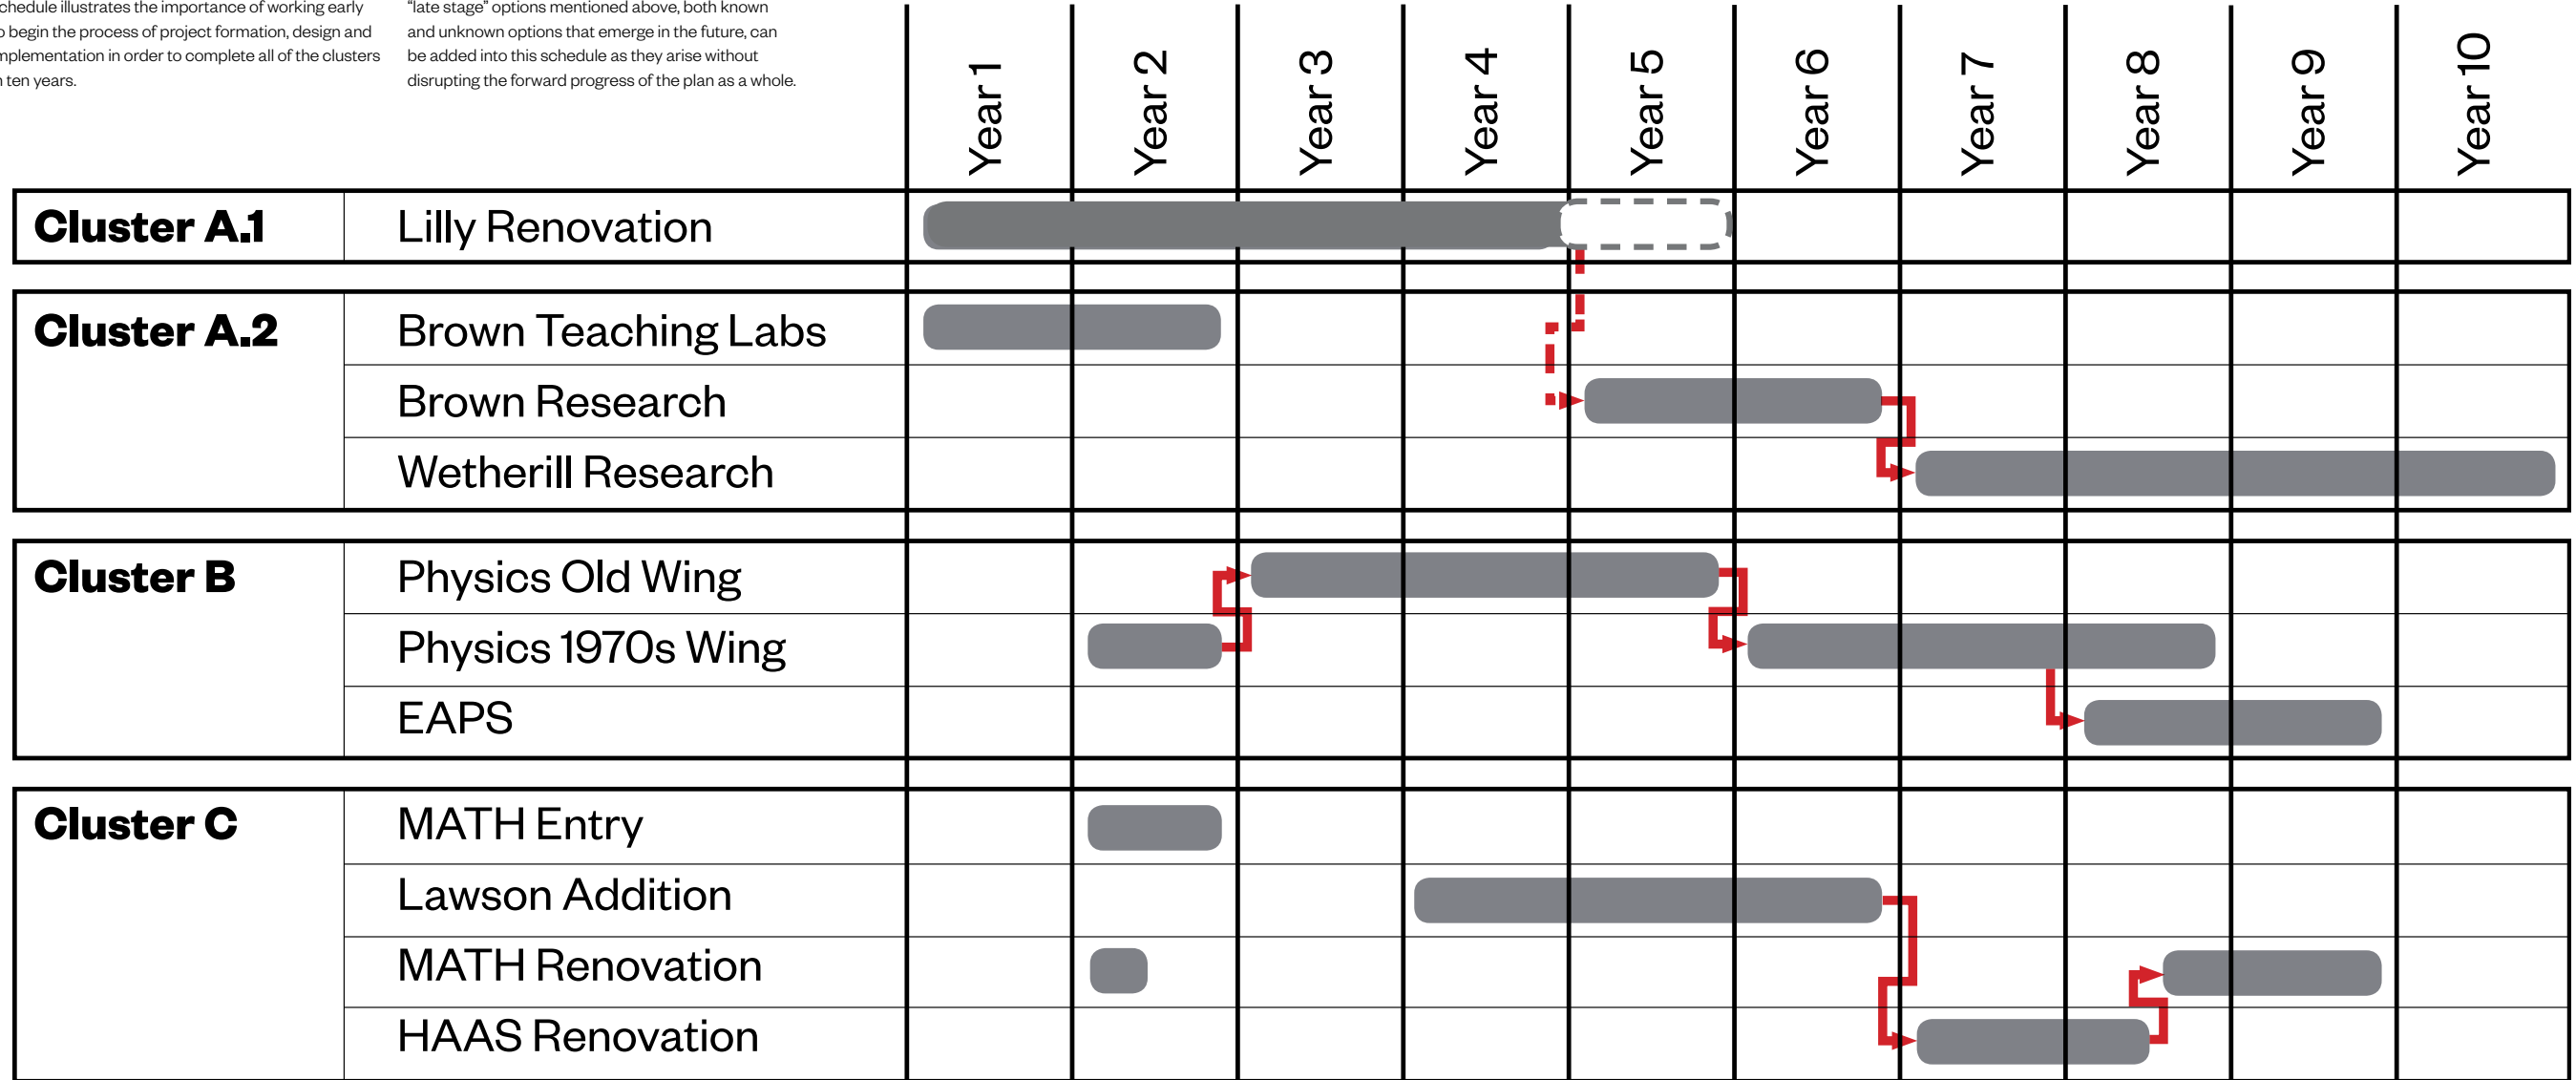 chedule illustrates the importance of working early
o begin the process of project formation, design and
mplementation in order to complete all of the clusters
n ten years.
“late stage” options mentioned above, both known
and unknown options that emerge in the future, can
be added into this schedule as they arise without
disrupting the forward progress of the plan as a whole.
Year 1
Year 2
Year 3
Year 4
Year 5
Year 6
Year 7
Year 8
Year 9
Year 10
Cluster A.1
Lilly Renovation
Cluster A.2
Brown Teaching Labs
Brown Research
Wetherill Research
Cluster B
Physics Old Wing
Physics 1970s Wing
EAPS
Cluster C
MATH Entry
Lawson Addition
MATH Renovation
HAAS Renovation